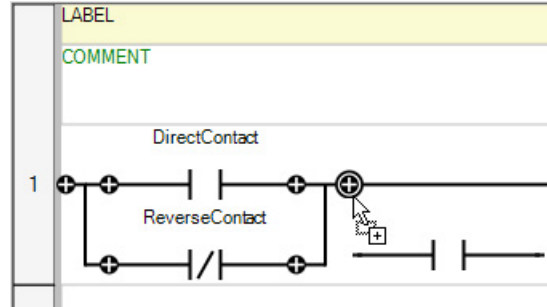 LABEL
COMMENT
DirectContact
1
ReverseContact